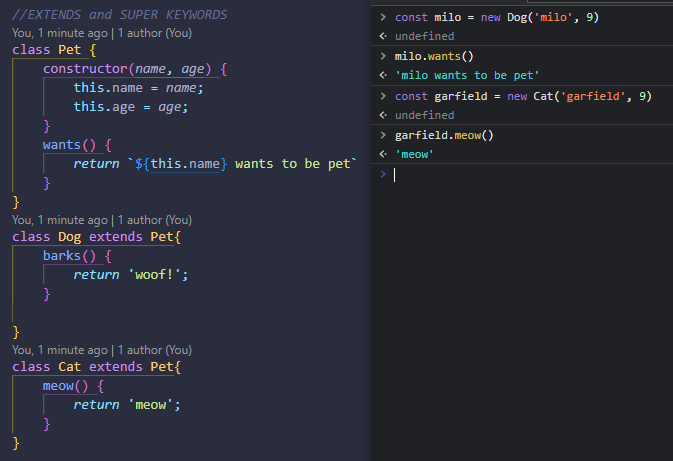 //EXTENDS and SUPER KEYWORDS
You, 1 minute ago | 1 author (You)
class Pet {
constructor(name, age) {
this.name = name;
this.age = age;
}
wants() {
return `${this.name} wants to be pet`
}
}
You, 1 minute ago | 1 author (You)
class Dog extends Pet{
barks() {
return 'woof!';
}
}
You, 1 minute ago | 1 author (You)
class Cat extends Pet{
meow() {
return 'meow';
}
}
> const milo = new Dog('milo', 9)
undefined
> milo.wants()
'milo wants to be pet'
> const garfield = new Cat('garfield', 9)
undefined
> garfield.meow()
'meow'
>